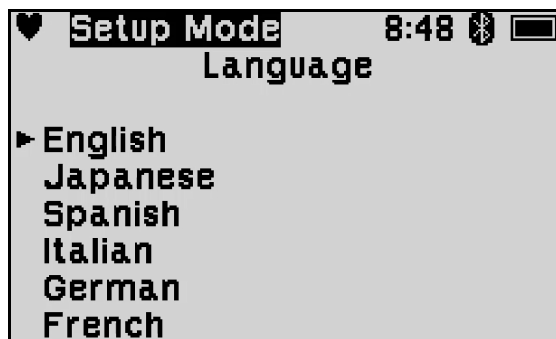 Setup Mode 8:48
Language
English
Japanese
Spanish
Italian
German
French